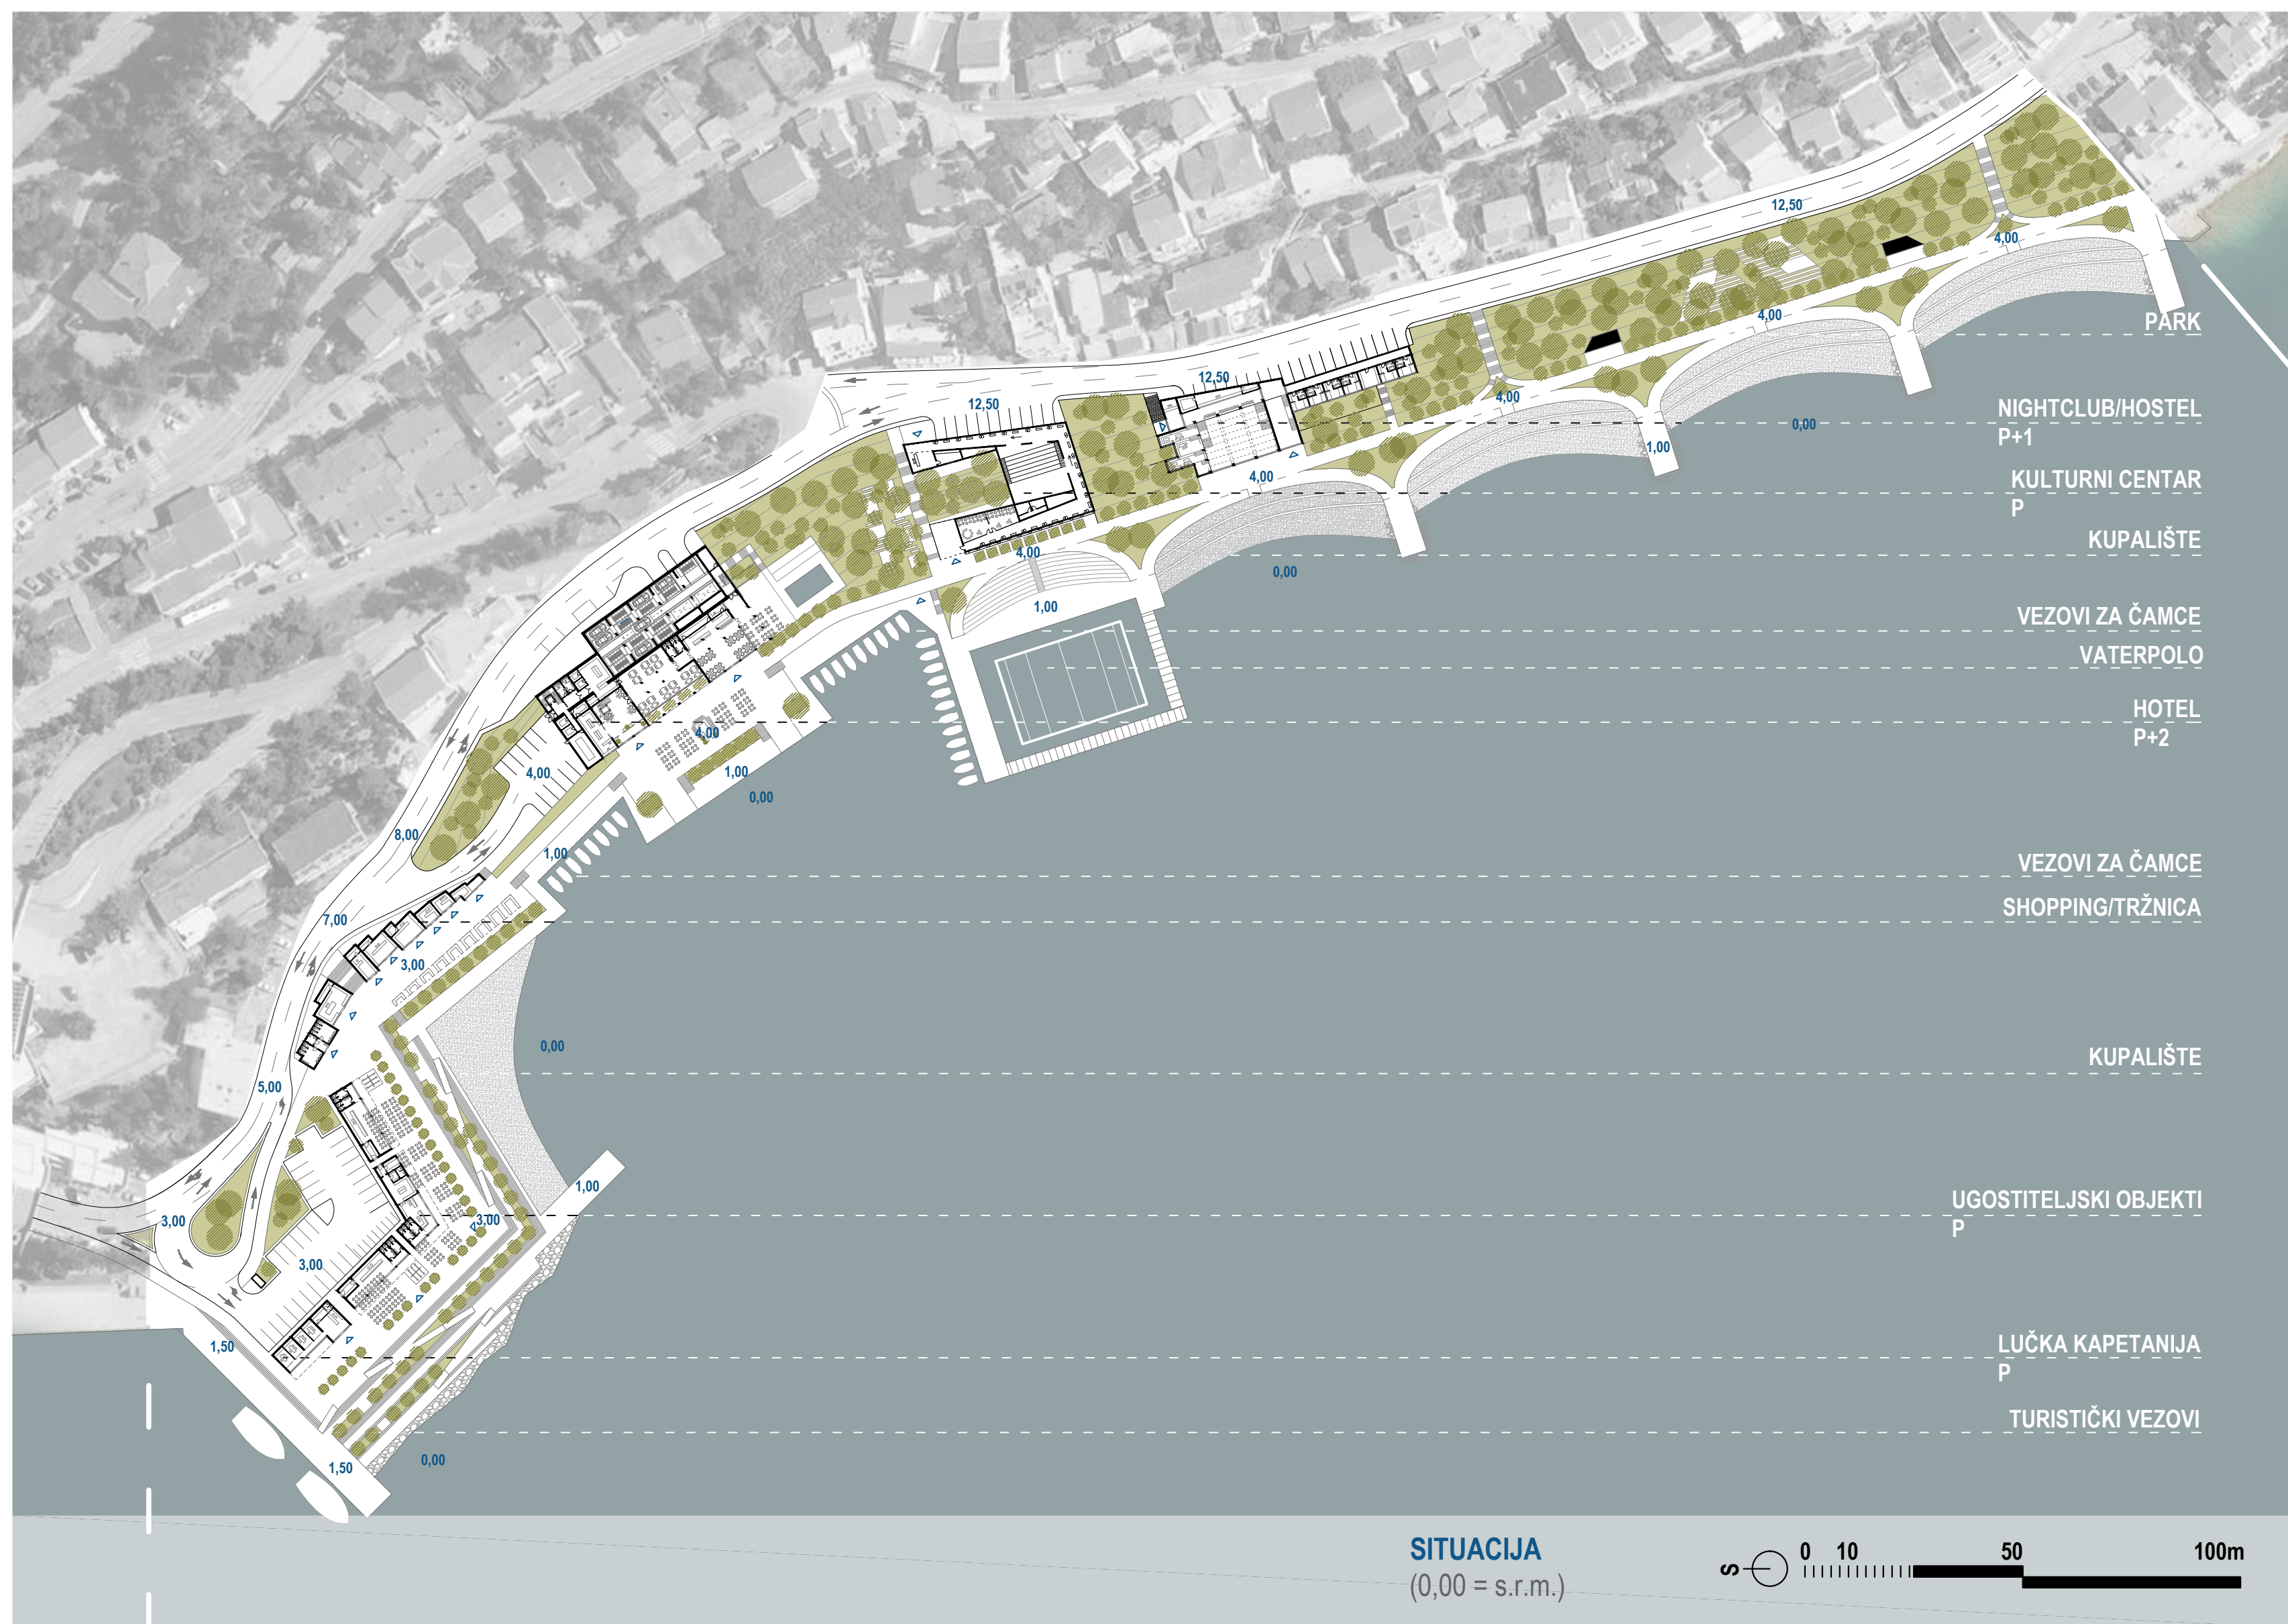 12,50
4,00
4,00
PARK
12,50
12,50
4,00
NIGHTCLUB/HOSTEL
P+1
0,00
1,00
4,00
KULTURNI CENTAR
P
KUPALIŠTE
4,00
0,00
1,00
VEZOVI ZA ČAMCE
VATERPOLO
HOTEL
P+2
4,00
4,00
1,00
0,00
8,00
1,00
VEZOVI ZA ČAMCE
SHOPPING/TRŽNICA
7,00
3,00
0,00
KUPALIŠTE
5,00
1,00
UGOSTITELJSKI OBJEKTI
P
3,00
3,00
3,00
1,50
LUČKA KAPETANIJA
P
TURISTIČKI VEZOVI
1,50
0,00
SITUACIJA
(0,00 = s.r.m.)
S
0 10 50 100m